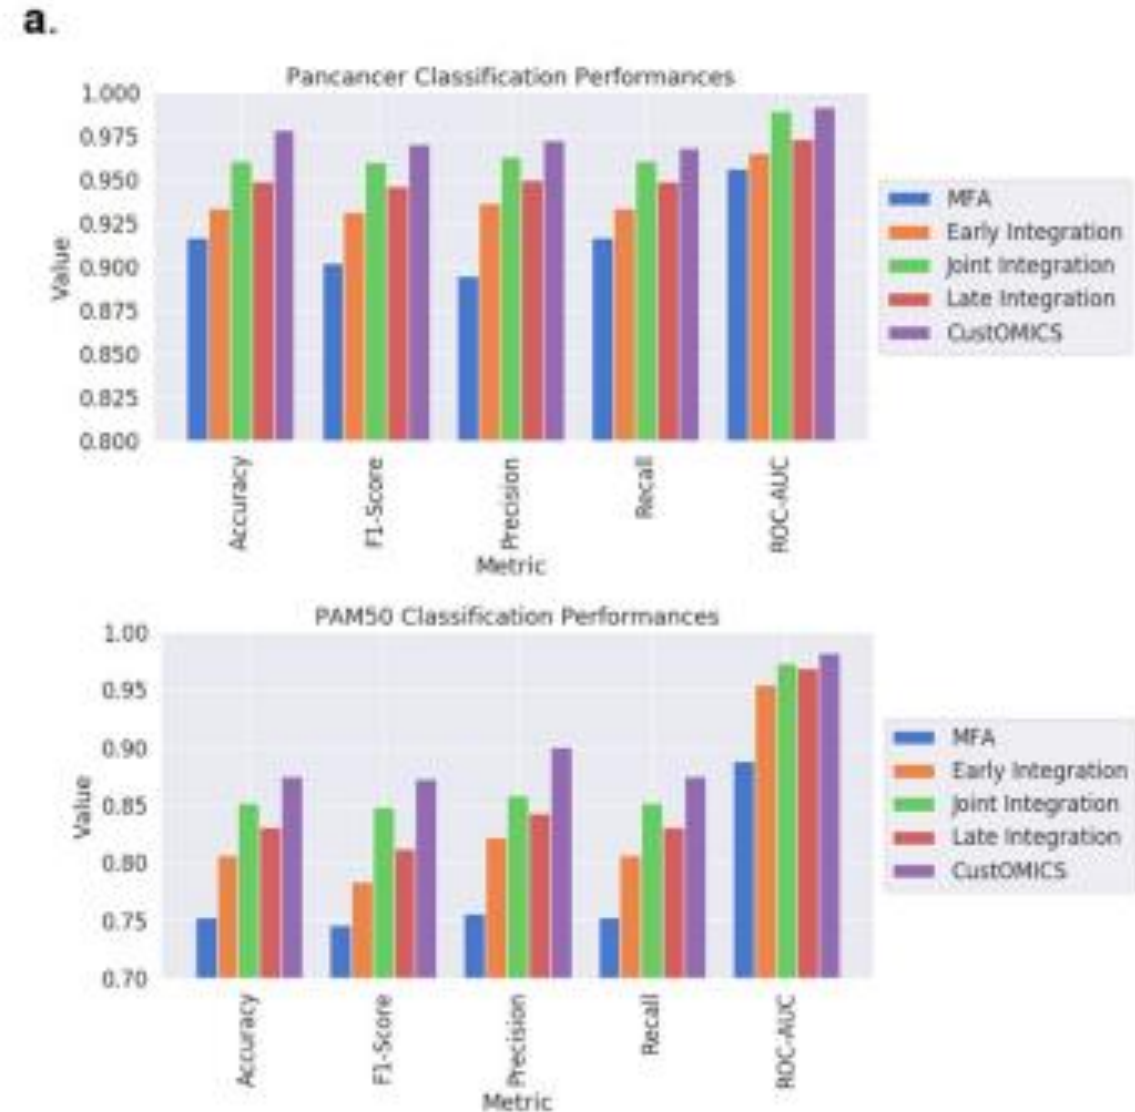 a.
Pancancer Classification Performances
1.000
0.975
0.950
0.925
0.900
0.875
0.850
0.825
0.800
Value
Accuracy
F1-Score
Precision
Recall
ROC-AUC
Metric
MFA
Early Integration
Joint Integration
Late Integration
CustOMICS
PAM50 Classification Performances
1.00
0.95
0.90
0.85
0.80
0.75
0.70
Value
Accuracy
F1-Score
Precision
Recall
ROC-AUC
Metric
MFA
Early Integration
Joint Integration
Late Integration
CustOMICS